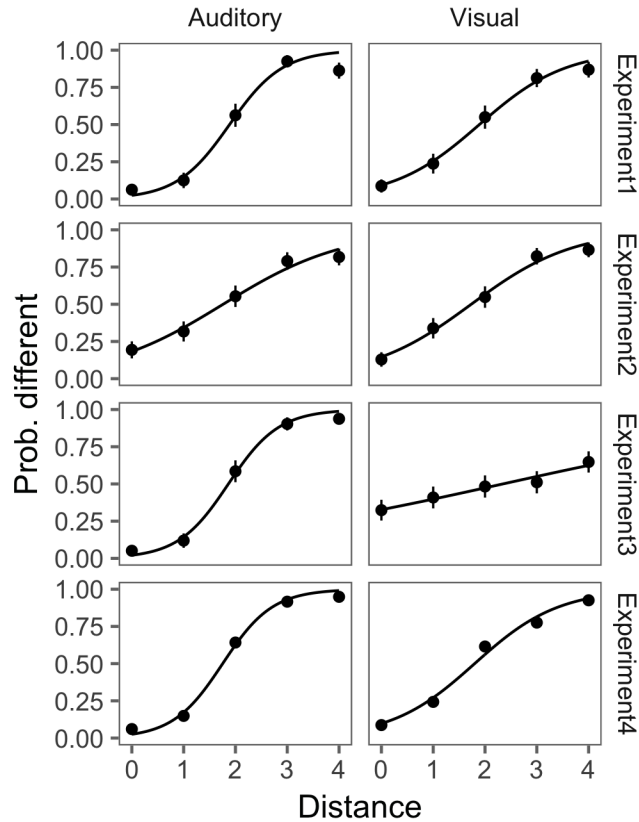 Auditory
Visual
Prob. different
1.00
0.75
0.50
0.25
0.00
Experiment1
1.00
0.75
0.50
0.25
0.00
Experiment2
1.00
0.75
0.50
0.25
0.00
Experiment3
1.00
0.75
0.50
0.25
0.00
Experiment4
0 1 2 3 4
0 1 2 3 4
Distance